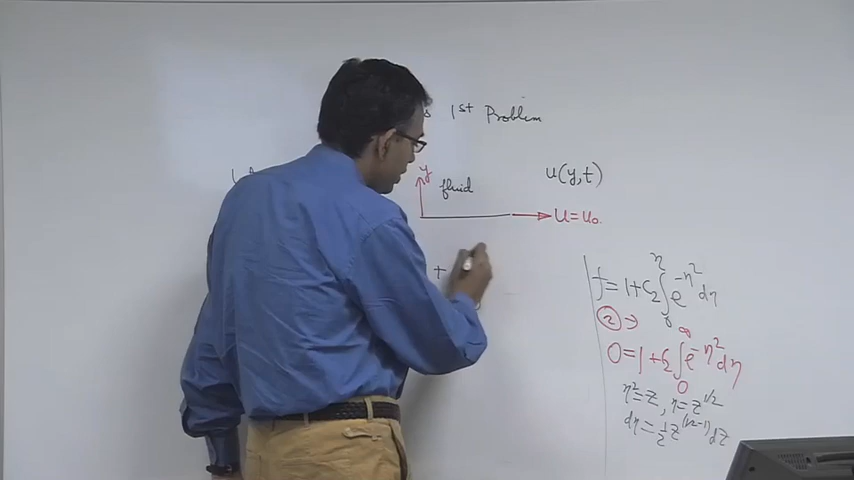 1st Problem
y
fluid
u(y,t)
u=u₀
+
f=1+C₂∫₀^η e^{-η²}dη
② →
0=1+C₂∫₀^∞ e^{-η²}dη
η²=z, η=z^{1/2}
dη=½z^{(1/2-1)}dz